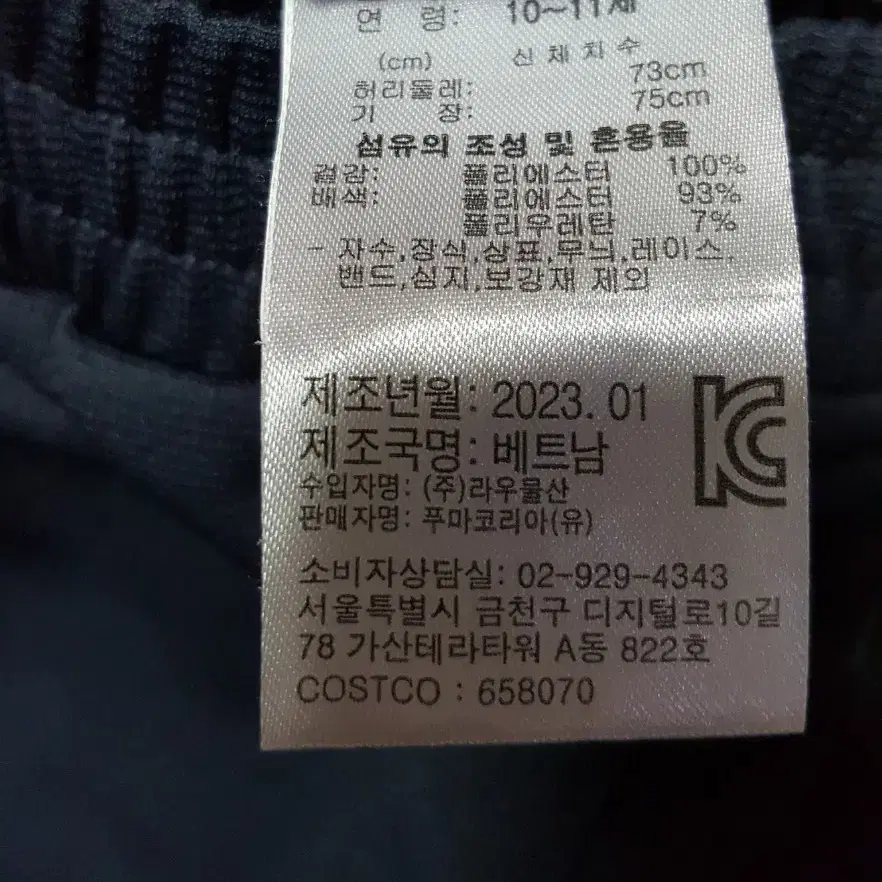 연 령: 10~11세
(cm) 신체치수
허리둘레: 73cm
기 장: 75cm
섬유의 조성 및 혼용율
겉감: 폴리에스터 100%
배색: 폴리에스터 93%
폴리우레탄 7%
- 자수,장식,상표,무늬,레이스,
밴드,심지,보강재 제외
제조년월: 2023.01
제조국명: 베트남
수입자명: (주)라우물산
판매자명: 푸마코리아(유)
KC
소비자상담실: 02-929-4343
서울특별시 금천구 디지털로10길
78 가산테라타워 A동 822호
COSTCO : 658070